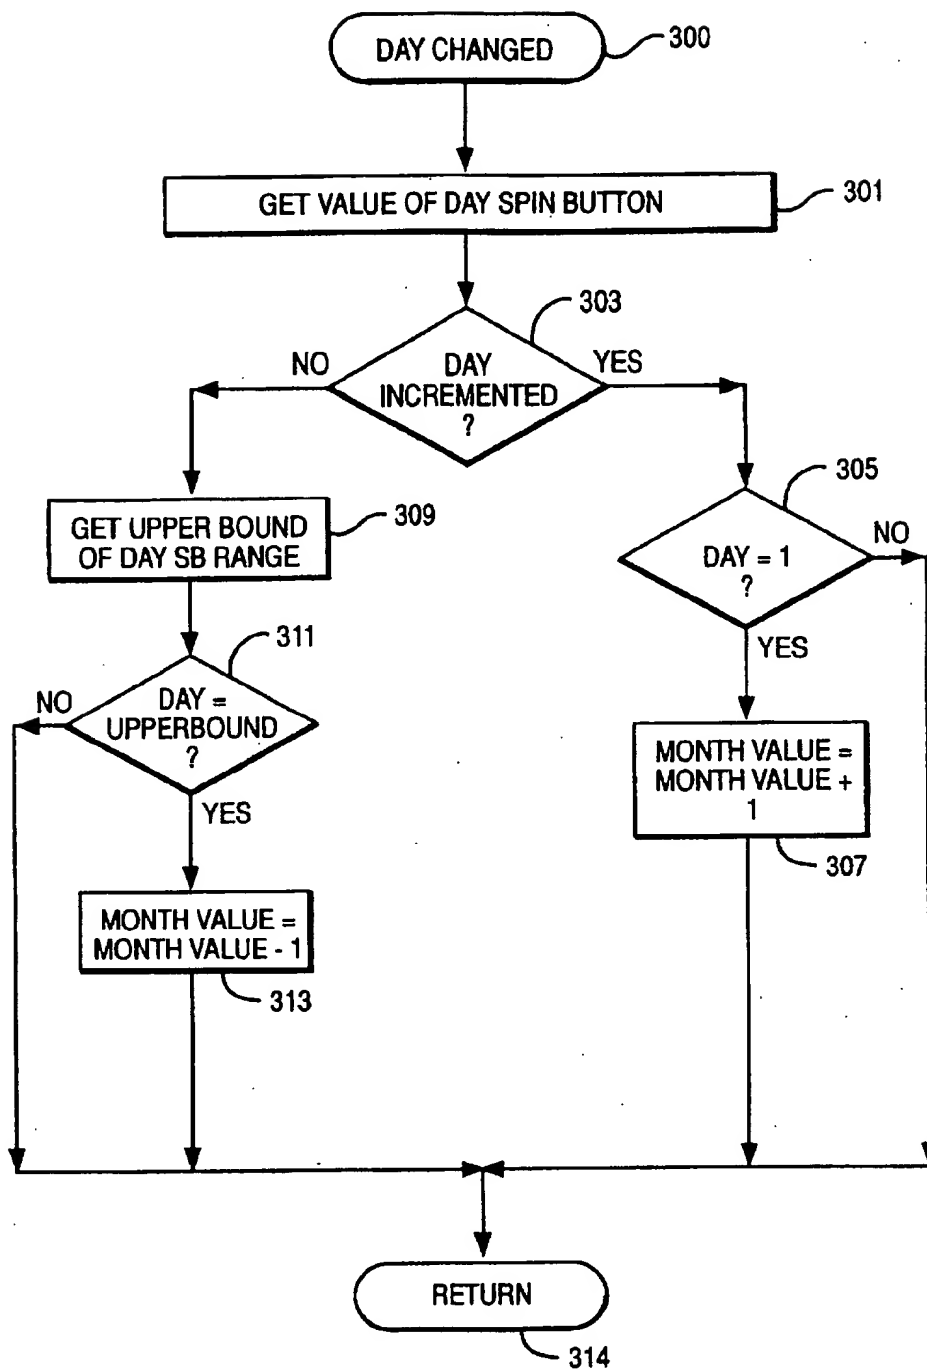 DAY CHANGED
300
GET VALUE OF DAY SPIN BUTTON
301
303
NO
DAY
INCREMENTED
?
YES
305
GET UPPER BOUND
OF DAY SB RANGE
309
DAY = 1
?
NO
YES
311
NO
DAY =
UPPERBOUND
?
YES
MONTH VALUE =
MONTH VALUE +
1
307
MONTH VALUE =
MONTH VALUE - 1
313
RETURN
314